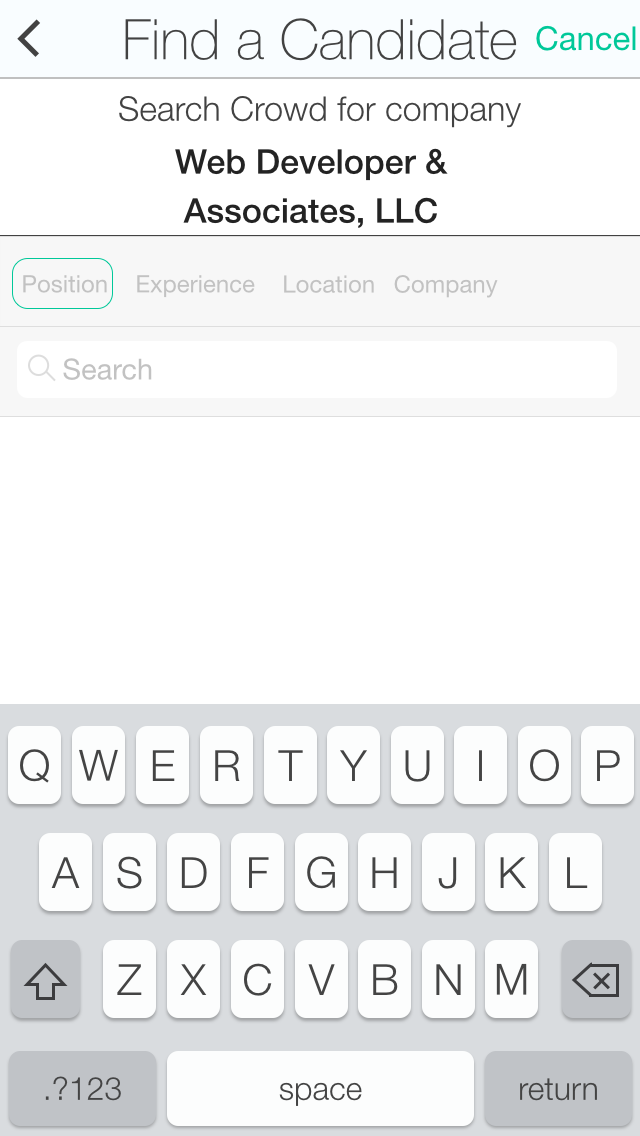 Find a Candidate Cancel
Search Crowd for company
Web Developer &
Associates, LLC
Position Experience Location Company
Search
Q W E R T Y U I O P
A S D F G H J K L
Z X C V B N M
.?123 space return